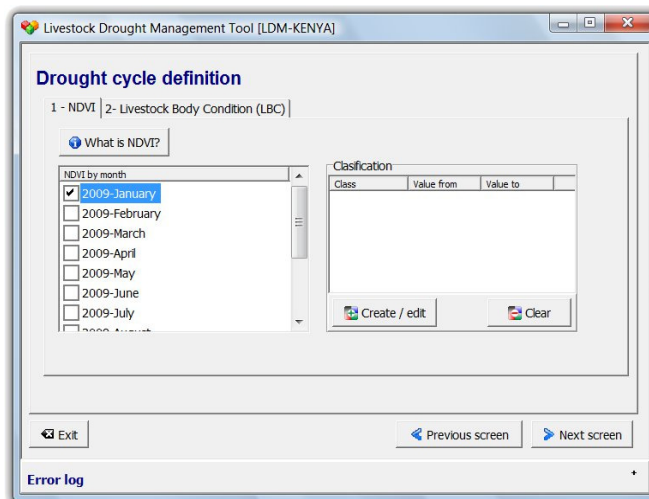 Livestock Drought Management Tool [LDM-KENYA]
Drought cycle definition
1 - NDVI
2- Livestock Body Condition (LBC)
What is NDVI?
NDVI by month
2009-January
2009-February
2009-March
2009-April
2009-May
2009-June
2009-July
2009-August
Clasification
Class Value from Value to
Create / edit
Clear
Exit
Previous screen
Next screen
Error log
+